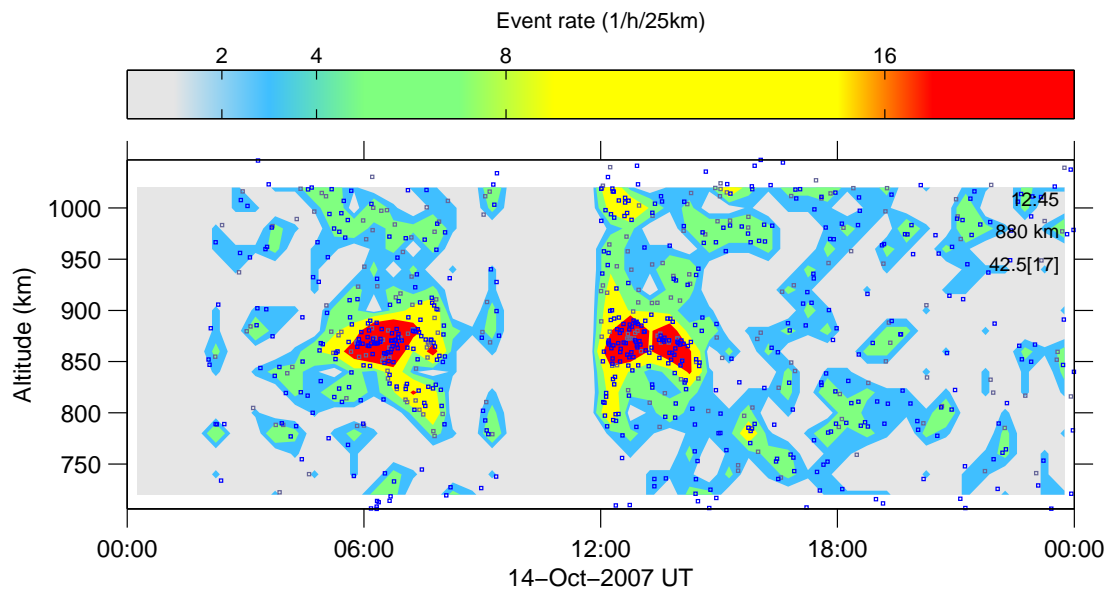 Event rate (1/h/25km)
2 4 8 16
Altitude (km)
1000
950
900
850
800
750
12:45
880 km
42.5[17]
00:00 06:00 12:00 18:00 00:00
14−Oct−2007 UT